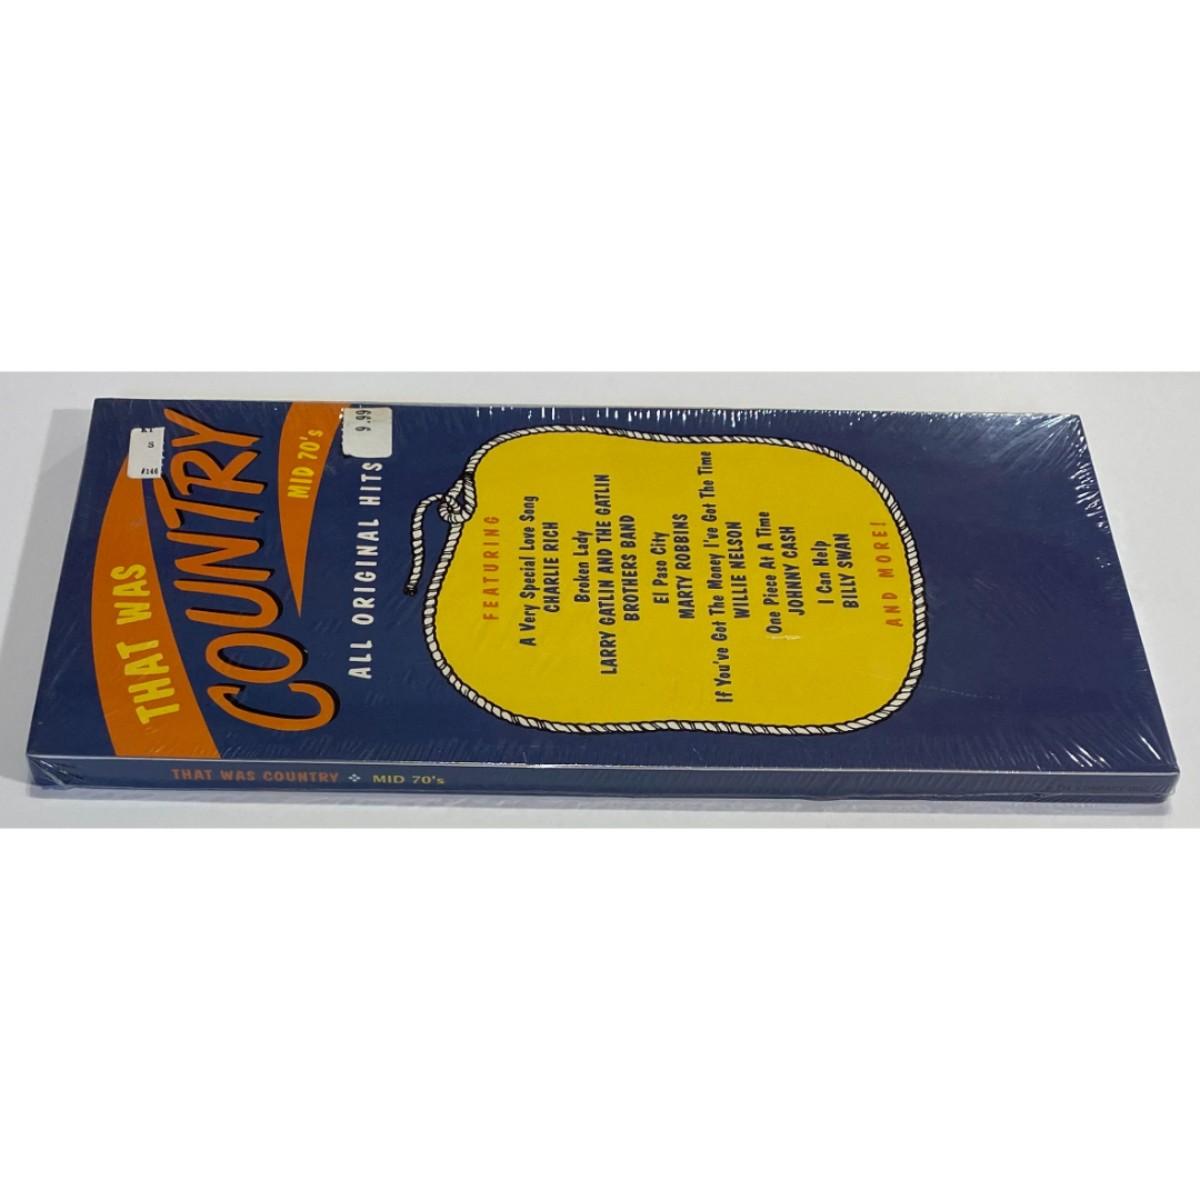 THAT WAS
COUNTRY
MID 70's
ALL ORIGINAL HITS
S
#146
9.99
FEATURING
A Very Special Love Song
CHARLIE RICH
Broken Lady
LARRY GATLIN AND THE GATLIN
BROTHERS BAND
El Paso City
MARTY ROBBINS
If You've Got The Money I've Got The Time
WILLIE NELSON
One Piece At A Time
JOHNNY CASH
I Can Help
BILLY SWAN
AND MORE!
THAT WAS COUNTRY ✣ MID 70's